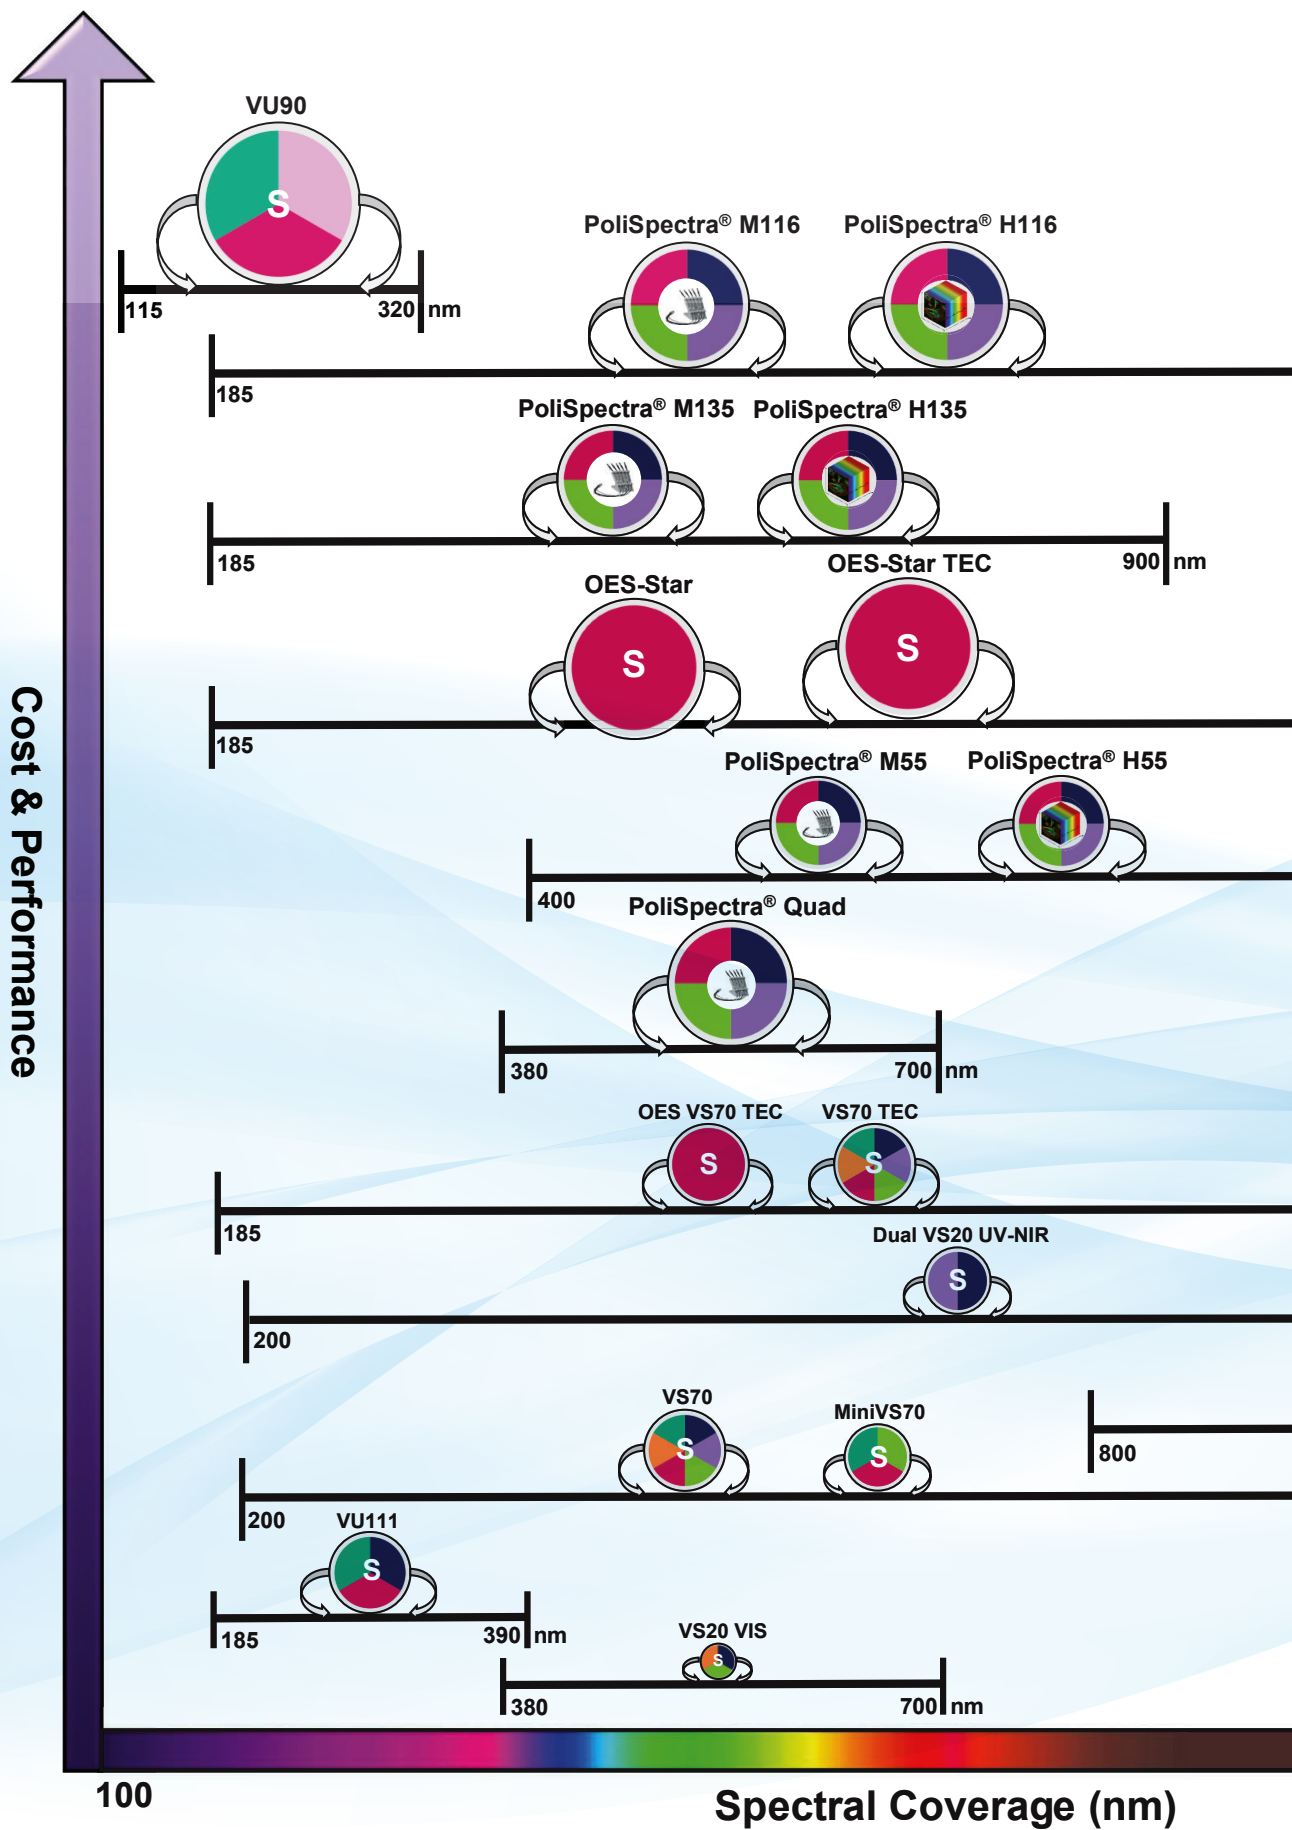 VU90
S
115
320 nm
PoliSpectra® M116
PoliSpectra® H116
185
PoliSpectra® M135
PoliSpectra® H135
185
900 nm
OES-Star
S
OES-Star TEC
S
185
PoliSpectra® M55
PoliSpectra® H55
400
PoliSpectra® Quad
380
700 nm
OES VS70 TEC
S
VS70 TEC
S
185
Dual VS20 UV-NIR
S
200
VS70
S
MiniVS70
S
800
200
VU111
S
185
390 nm
VS20 VIS
S
380
700 nm
Cost & Performance
100
Spectral Coverage (nm)